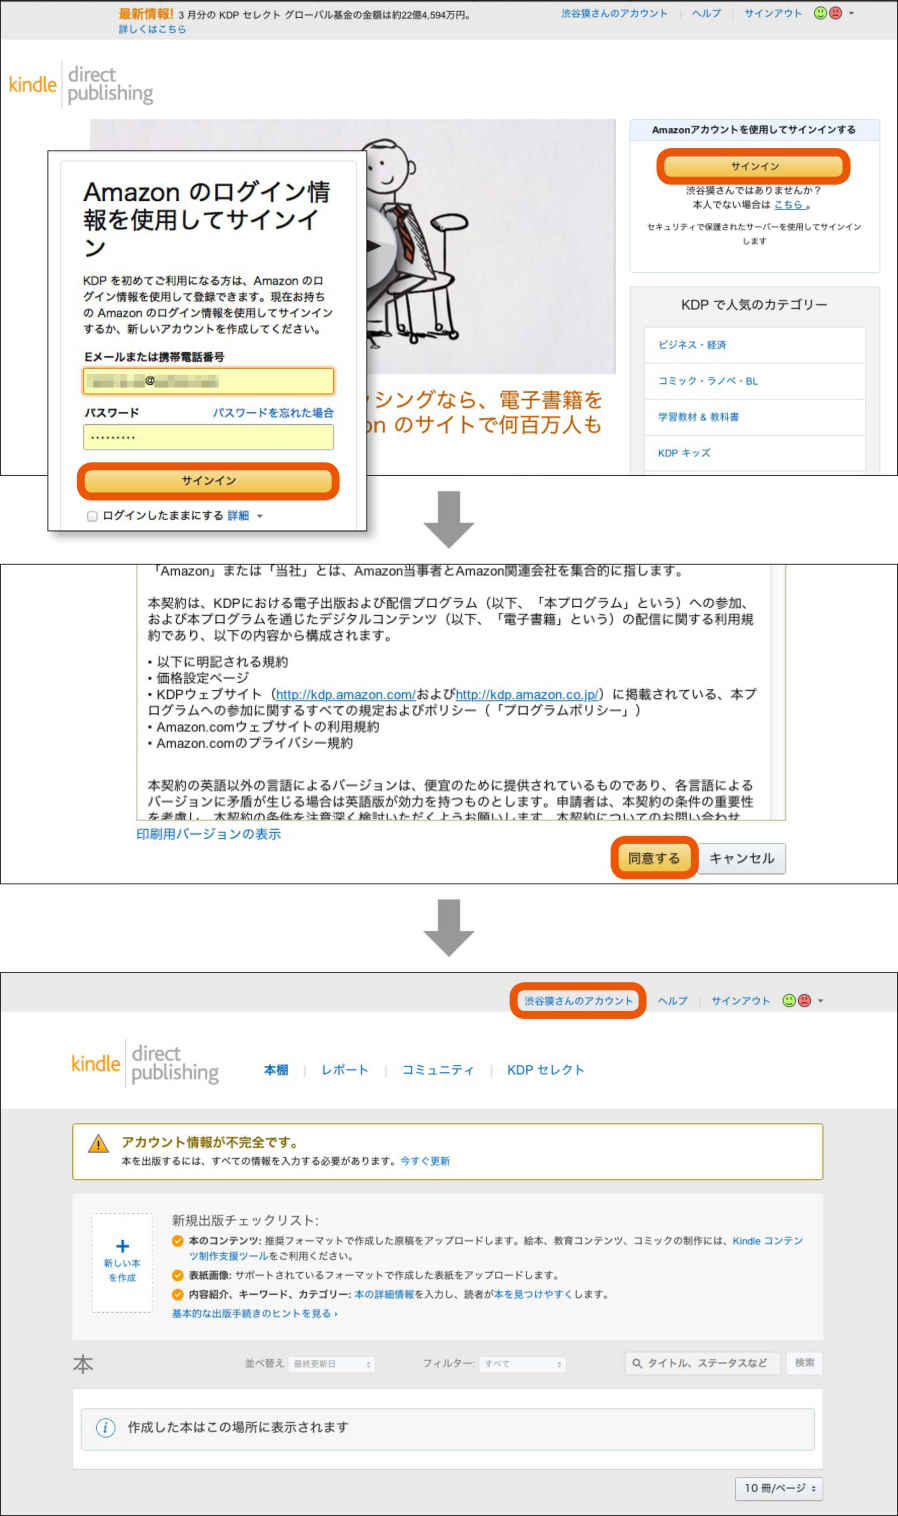 最新情報! 3 月分の KDP セレクト グローバル基金の金額は約22億4,594万円。
詳しくはこちら
渋谷獏さんのアカウント | ヘルプ | サインアウト
kindle direct publishing
Amazonアカウントを使用してサインインする
サインイン
渋谷獏さんではありませんか？
本人でない場合は こちら 。
セキュリティで保護されたサーバーを使用してサインイン
します
KDP で人気のカテゴリー
ビジネス・経済
コミック・ラノベ・BL
学習教材 & 教科書
KDP キッズ
シングなら、電子書籍を
on のサイトで何百万人も
Amazon のログイン情
報を使用してサインイ
ン
KDP を初めてご利用になる方は、Amazon のロ
グイン情報を使用して登録できます。現在お持ち
の Amazon のログイン情報を使用してサインイン
するか、新しいアカウントを作成してください。
Eメールまたは携帯電話番号
@
パスワード パスワードを忘れた場合
•••••••••
サインイン
ログインしたままにする 詳細
「Amazon」または「当社」とは、Amazon当事者とAmazon関連会社を集合的に指します。
本契約は、KDPにおける電子出版および配信プログラム（以下、「本プログラム」という）への参加、
および本プログラムを通じたデジタルコンテンツ（以下、「電子書籍」という）の配信に関する利用規
約であり、以下の内容から構成されます。
• 以下に明記される規約
• 価格設定ページ
• KDPウェブサイト（http://kdp.amazon.com/およびhttp://kdp.amazon.co.jp/）に掲載されている、本プ
ログラムへの参加に関するすべての規定およびポリシー（「プログラムポリシー」）
• Amazon.comウェブサイトの利用規約
• Amazon.comのプライバシー規約
本契約の英語以外の言語によるバージョンは、便宜のために提供されているものであり、各言語による
バージョンに矛盾が生じる場合は英語版が効力を持つものとします。申請者は、本契約の条件の重要性
を考慮し、本契約の条件を注意深く検討いただくようお願いします。本契約についてのお問い合わせ
印刷用バージョンの表示
同意する キャンセル
渋谷獏さんのアカウント ヘルプ | サインアウト
kindle direct publishing
本棚 | レポート | コミュニティ | KDP セレクト
アカウント情報が不完全です。
本を出版するには、すべての情報を入力する必要があります。今すぐ更新
+
新しい本
を作成
新規出版チェックリスト:
本のコンテンツ: 推奨フォーマットで作成した原稿をアップロードします。絵本、教育コンテンツ、コミックの制作には、Kindle コンテン
ツ制作支援ツールをご利用ください。
表紙画像: サポートされているフォーマットで作成した表紙をアップロードします。
内容紹介、キーワード、カテゴリー: 本の詳細情報を入力し、読者が本を見つけやすくします。
基本的な出版手続きのヒントを見る ›
本 並べ替え 最終更新日 フィルター: すべて タイトル、ステータスなど 検索
作成した本はこの場所に表示されます
10 冊/ページ